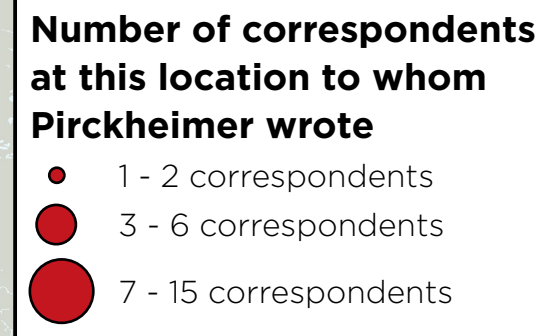 Number of correspondents
at this location to whom
Pirckheimer wrote
1 - 2 correspondents
3 - 6 correspondents
7 - 15 correspondents